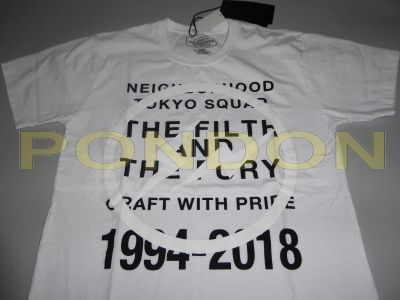 NEIGHBORHOOD
TOKYO SQUAD
THE FILTH
AND
THE FURY
CRAFT WITH PRIDE
1994-2018
PONDON